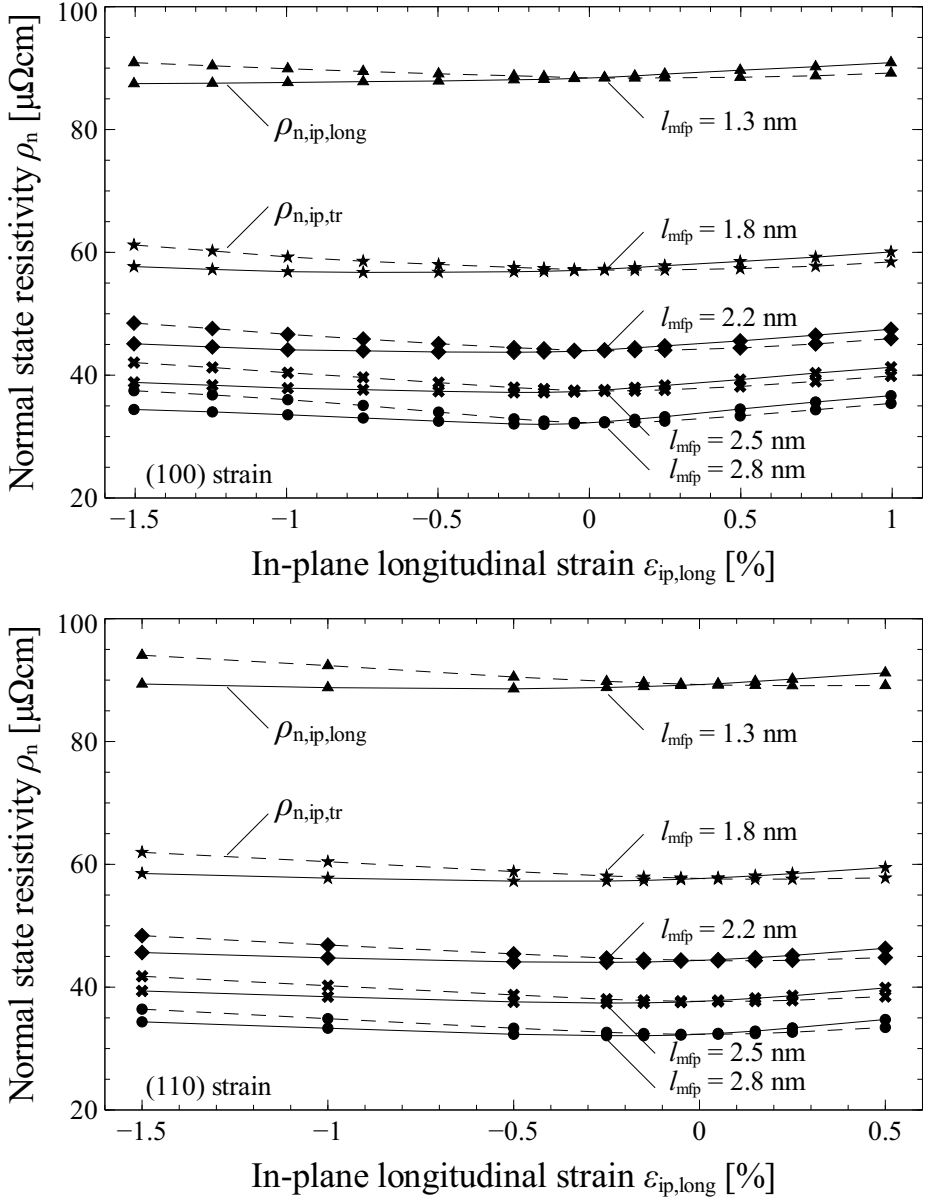 100
80
60
40
20
Normal state resistivity ρn [μΩcm]
ρn,ip,long
lmfp = 1.3 nm
ρn,ip,tr
lmfp = 1.8 nm
lmfp = 2.2 nm
lmfp = 2.5 nm
lmfp = 2.8 nm
(100) strain
−1.5 −1 −0.5 0 0.5 1
In-plane longitudinal strain εip,long [%]
100
80
60
40
20
Normal state resistivity ρn [μΩcm]
ρn,ip,long
lmfp = 1.3 nm
ρn,ip,tr
lmfp = 1.8 nm
lmfp = 2.2 nm
lmfp = 2.5 nm
lmfp = 2.8 nm
(110) strain
−1.5 −1 −0.5 0 0.5
In-plane longitudinal strain εip,long [%]